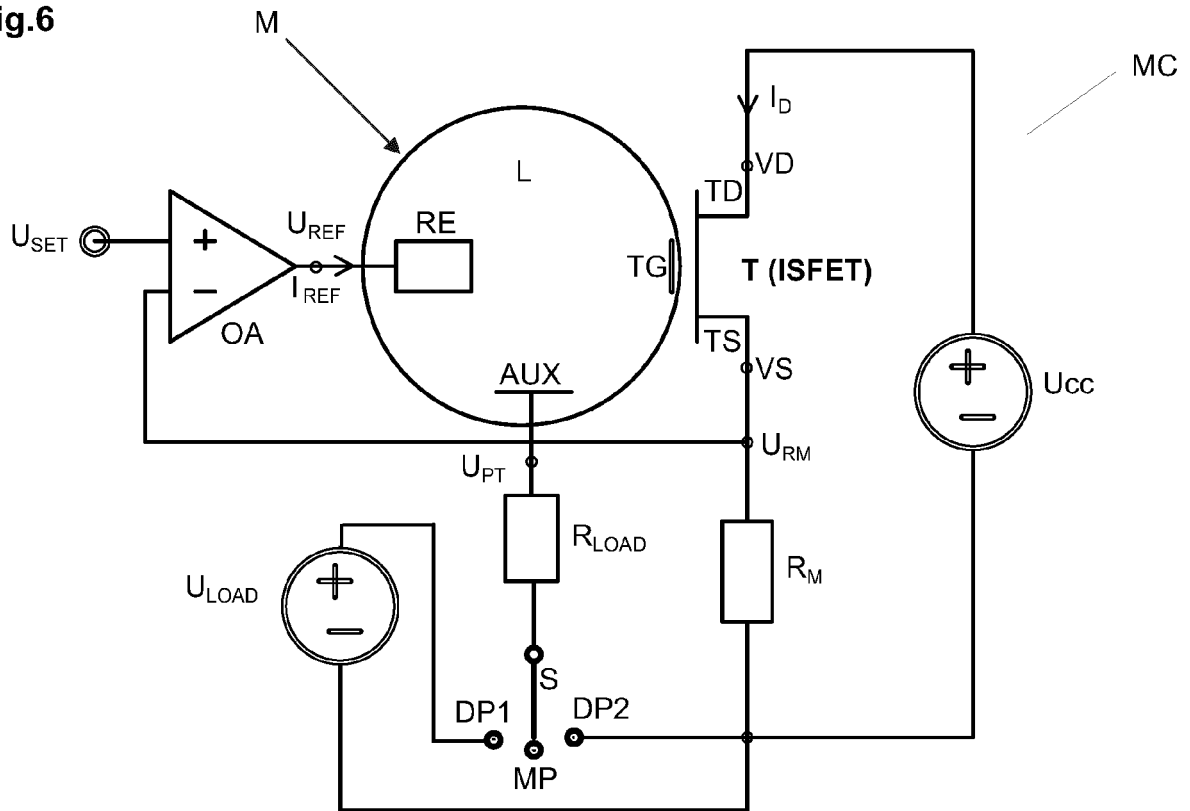 ig.6
M
MC
I_D
VD
L
TD
U_SET
+
−
OA
U_REF
I_REF
RE
TG
T (ISFET)
TS
VS
AUX
+
−
Ucc
U_RM
U_PT
R_LOAD
R_M
U_LOAD
+
−
S
DP1
DP2
MP